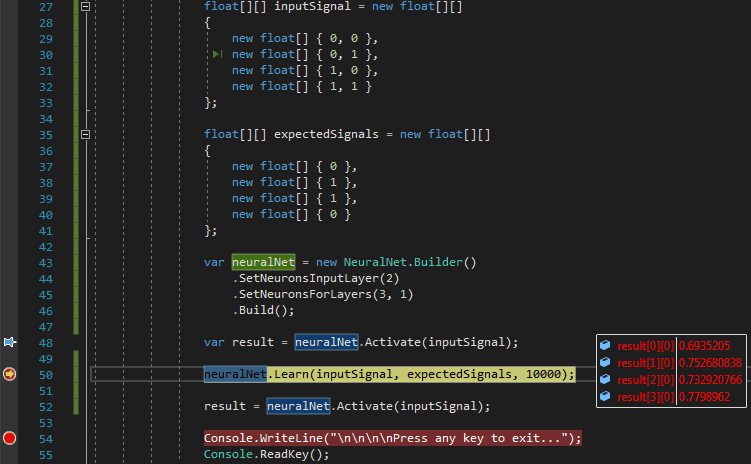 27 float[][] inputSignal = new float[][]
28 {
29 new float[] { 0, 0 },
30 new float[] { 0, 1 },
31 new float[] { 1, 0 },
32 new float[] { 1, 1 }
33 };
34
35 float[][] expectedSignals = new float[][]
36 {
37 new float[] { 0 },
38 new float[] { 1 },
39 new float[] { 1 },
40 new float[] { 0 }
41 };
42
43 var neuralNet = new NeuralNet.Builder()
44 .SetNeuronsInputLayer(2)
45 .SetNeuronsForLayers(3, 1)
46 .Build();
47
48 var result = neuralNet.Activate(inputSignal);
49
50 neuralNet.Learn(inputSignal, expectedSignals, 10000);
51
52 result = neuralNet.Activate(inputSignal);
53
54 Console.WriteLine("\n\n\n\nPress any key to exit...");
55 Console.ReadKey();
result[0][0] 0.6935205
result[1][0] 0.752680838
result[2][0] 0.732920766
result[3][0] 0.7798962